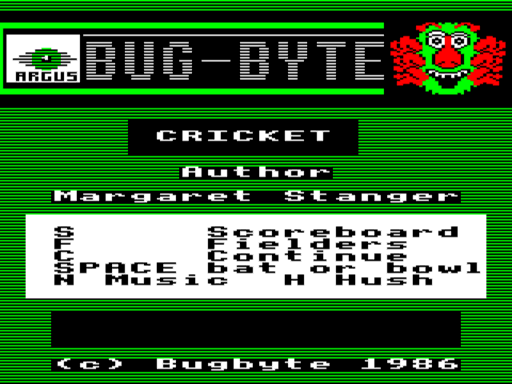 ARGUS
BUG-BYTE
CRICKET
Author
Margaret Stanger
S Scoreboard
F Fielders
C Continue
SPACE bat or bowl
N Music H Hush
(c) Bugbyte 1986